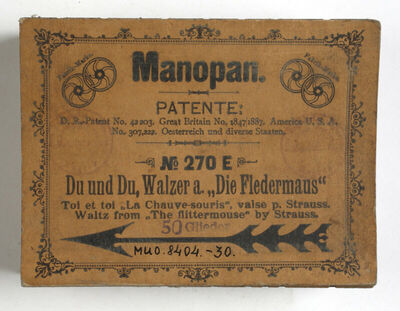 Manopan.
PATENTE:
D. R.-Patent No. 42203. Great Britain No. 1847/1887. America U. S. A.
No. 307,222. Oesterreich und diverse Staaten.
№ 270 E
Du und Du, Walzer a. „Die Fledermaus“
Toi et toi „La Chauve-souris“, valse p. Strauss.
Waltz from „The flittermouse“ by Strauss.
50 Glieder
MUO.8404.-30.